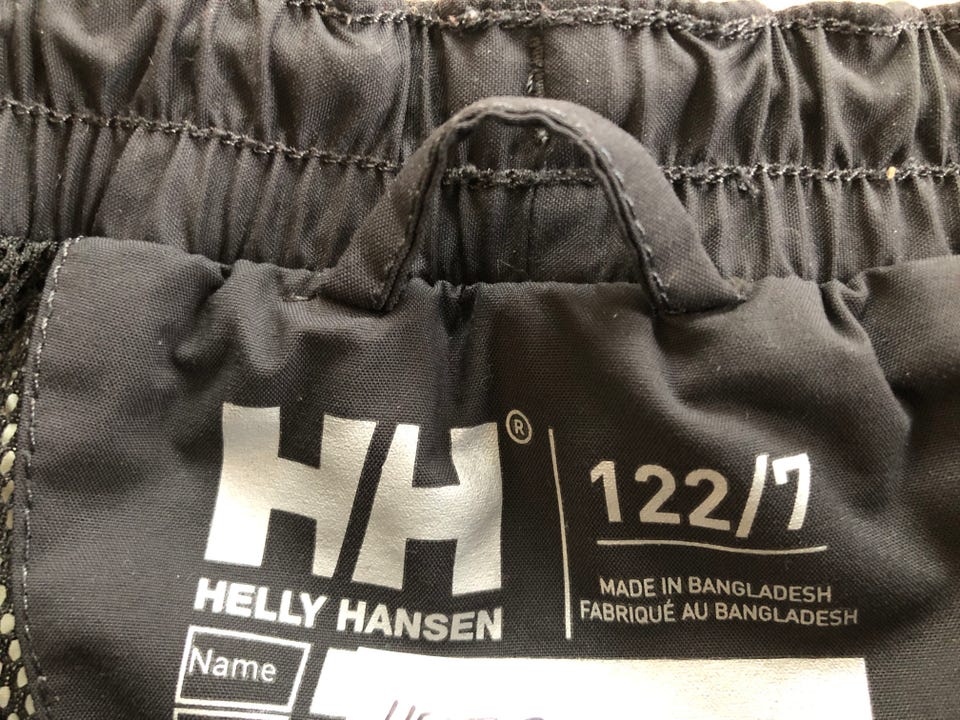 HH®
122/7
MADE IN BANGLADESH
FABRIQUÉ AU BANGLADESH
HELLY HANSEN
Name